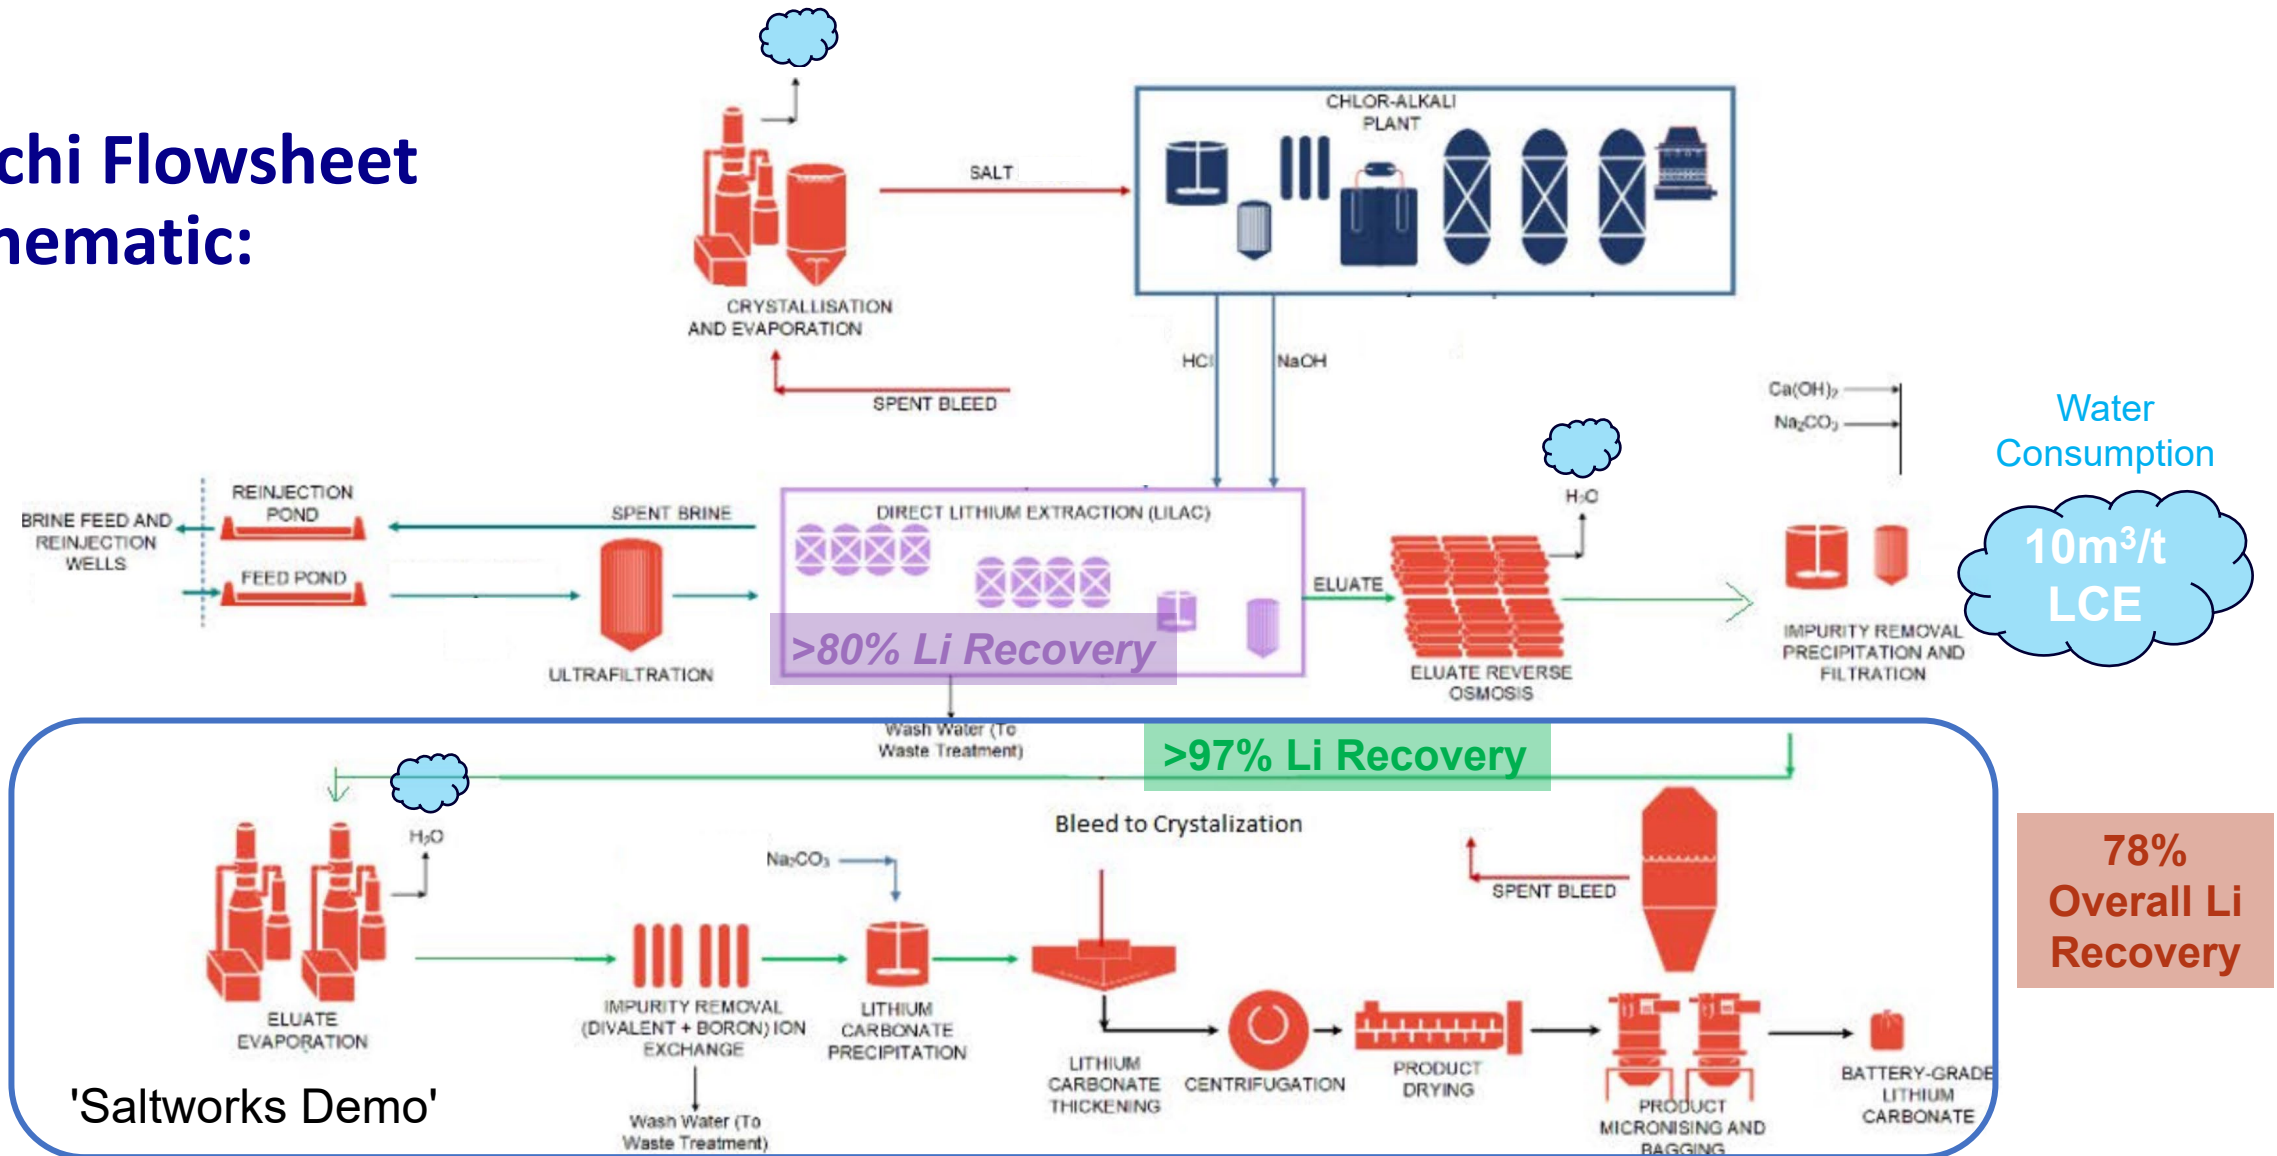 chi Flowsheet
nematic:
CHLOR-ALKALI
PLANT
SALT
CRYSTALLISATION
AND EVAPORATION
SPENT BLEED
HCl
NaOH
Ca(OH)₂
Na₂CO₃
Water
Consumption
10m³/t
LCE
BRINE FEED AND
REINJECTION
WELLS
REINJECTION
POND
FEED POND
SPENT BRINE
ULTRAFILTRATION
DIRECT LITHIUM EXTRACTION (LILAC)
>80% Li Recovery
ELUATE
H₂O
ELUATE REVERSE
OSMOSIS
IMPURITY REMOVAL
PRECIPITATION AND
FILTRATION
Wash Water (To
Waste Treatment)
>97% Li Recovery
H₂O
ELUATE
EVAPORATION
'Saltworks Demo'
IMPURITY REMOVAL
(DIVALENT + BORON) ION
EXCHANGE
Wash Water (To
Waste Treatment)
Na₂CO₃
LITHIUM
CARBONATE
PRECIPITATION
Bleed to Crystalization
LITHIUM
CARBONATE
THICKENING
CENTRIFUGATION
PRODUCT
DRYING
SPENT BLEED
PRODUCT
MICRONISING AND
BAGGING
BATTERY-GRADE
LITHIUM
CARBONATE
78%
Overall Li
Recovery